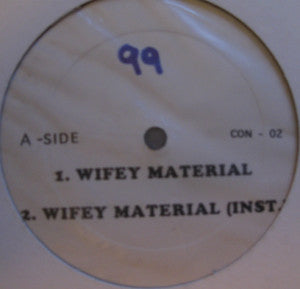 99
A-SIDE
CON - 02
1. WIFEY MATERIAL
2. WIFEY MATERIAL (INST.